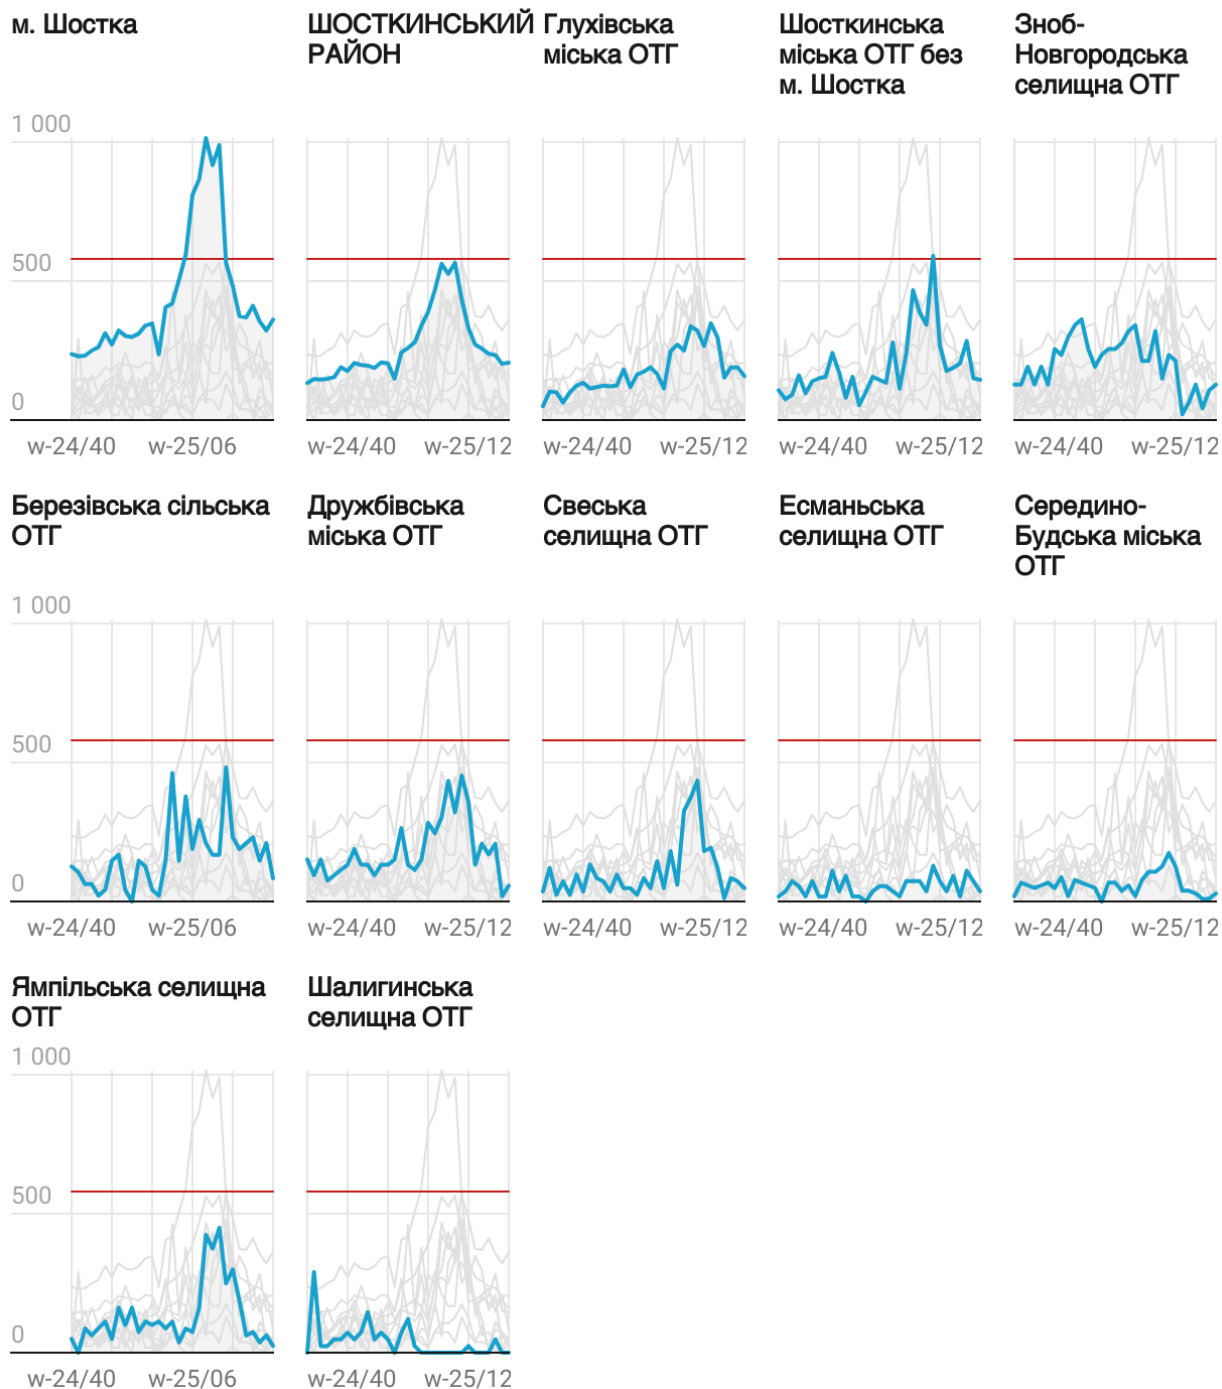 м. Шостка
ШОСТКИНСЬКИЙ
РАЙОН
Глухівська
міська ОТГ
Шосткинська
міська ОТГ без
м. Шостка
Зноб-
Новгородська
селищна ОТГ
1 000
500
0
w-24/40 w-25/06
w-24/40 w-25/12
w-24/40 w-25/12
w-24/40 w-25/12
w-24/40 w-25/12
Березівська сільська
ОТГ
Дружбівська
міська ОТГ
Свеська
селищна ОТГ
Есманьська
селищна ОТГ
Середино-
Будська міська
ОТГ
1 000
500
0
w-24/40 w-25/06
w-24/40 w-25/12
w-24/40 w-25/12
w-24/40 w-25/12
w-24/40 w-25/12
Ямпільська селищна
ОТГ
Шалигинська
селищна ОТГ
1 000
500
0
w-24/40 w-25/06
w-24/40 w-25/12